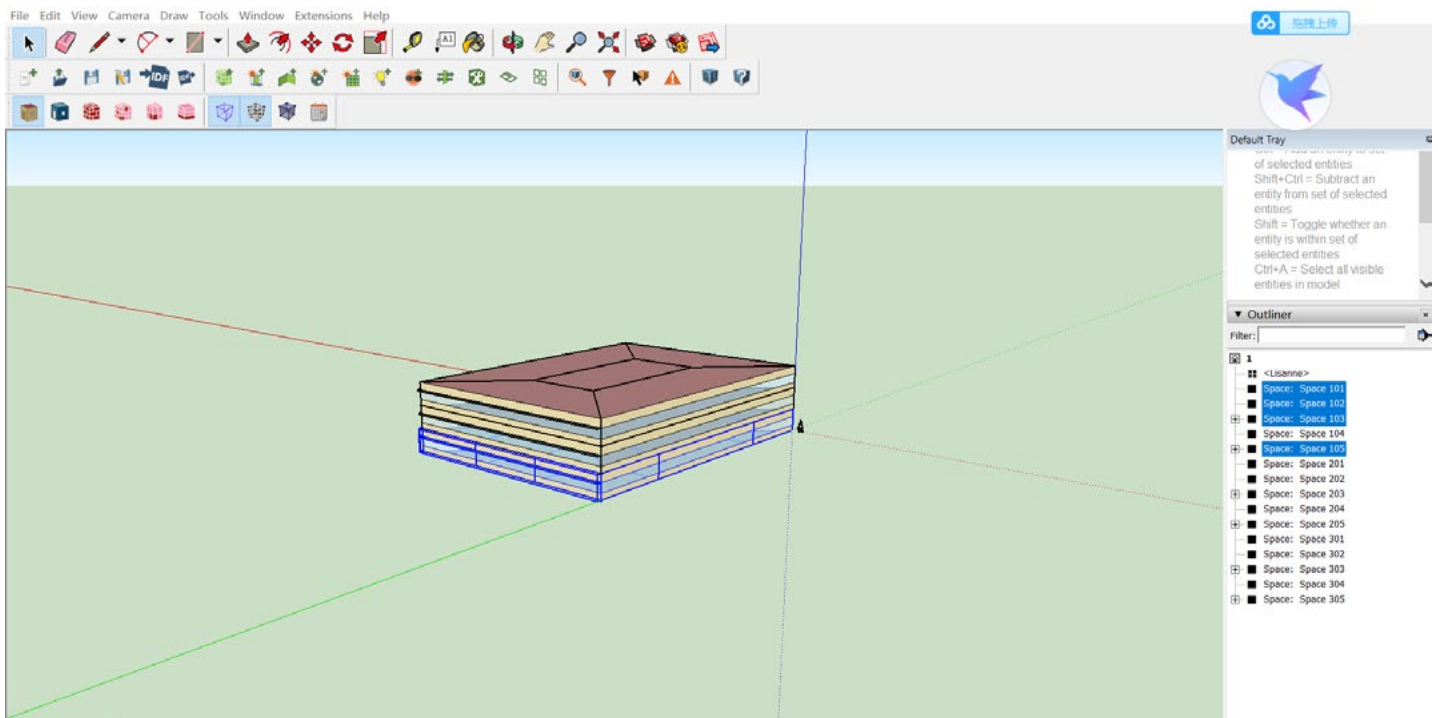 File Edit View Camera Draw Tools Window Extensions Help
拖拽上传
A1
IDF
Default Tray
of selected entities
Shift+Ctrl = Subtract an
entity from set of selected
entities
Shift = Toggle whether an
entity is within set of
selected entities
Ctrl+A = Select all visible
entities in model
Outliner
Filter:
1
<Lisanne>
Space: Space 101
Space: Space 102
Space: Space 103
Space: Space 104
Space: Space 105
Space: Space 201
Space: Space 202
Space: Space 203
Space: Space 204
Space: Space 205
Space: Space 301
Space: Space 302
Space: Space 303
Space: Space 304
Space: Space 305